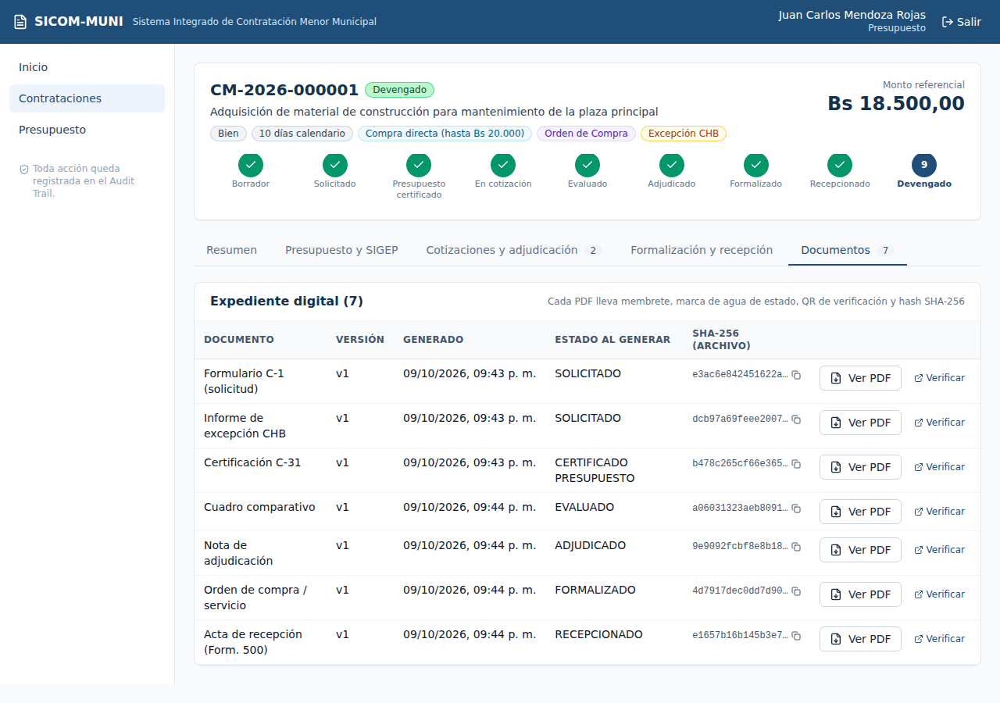 SICOM-MUNI Sistema Integrado de Contratación Menor Municipal
Juan Carlos Mendoza Rojas
Presupuesto
Salir
Inicio
Contrataciones
Presupuesto
Toda acción queda
registrada en el Audit
Trail.
CM-2026-000001 Devengado
Adquisición de material de construcción para mantenimiento de la plaza principal
Bien 10 días calendario Compra directa (hasta Bs 20.000) Orden de Compra Excepción CHB
Monto referencial
Bs 18.500,00
9
Borrador Solicitado Presupuesto En cotización Evaluado Adjudicado Formalizado Recepcionado Devengado
certificado
Resumen Presupuesto y SIGEP Cotizaciones y adjudicación 2 Formalización y recepción Documentos 7
Expediente digital (7) Cada PDF lleva membrete, marca de agua de estado, QR de verificación y hash SHA-256
DOCUMENTO VERSIÓN GENERADO ESTADO AL GENERAR SHA-256
(ARCHIVO)
Formulario C-1 v1 09/10/2026, 09:43 p. m. SOLICITADO e3ac6e842451622a… Ver PDF Verificar
(solicitud)
Informe de v1 09/10/2026, 09:43 p. m. SOLICITADO dcb97a69feee2007… Ver PDF Verificar
excepción CHB
Certificación C-31 v1 09/10/2026, 09:43 p. m. CERTIFICADO b478c265cf66e365… Ver PDF Verificar
PRESUPUESTO
Cuadro comparativo v1 09/10/2026, 09:44 p. m. EVALUADO a06031323aeb8091… Ver PDF Verificar
Nota de v1 09/10/2026, 09:44 p. m. ADJUDICADO 9e9092fcbf8e8b18… Ver PDF Verificar
adjudicación
Orden de compra / v1 09/10/2026, 09:44 p. m. FORMALIZADO 4d7917dec0dd7d90… Ver PDF Verificar
servicio
Acta de recepción v1 09/10/2026, 09:44 p. m. RECEPCIONADO e1657b16b145b3e7… Ver PDF Verificar
(Form. 500)